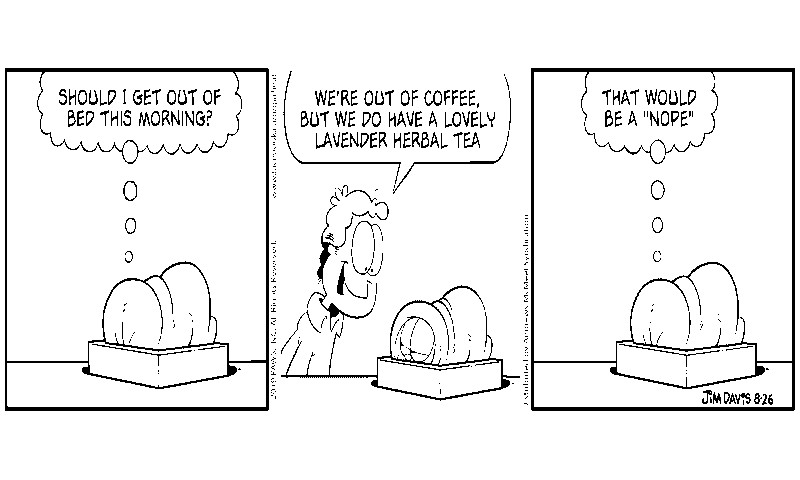 SHOULD I GET OUT OF
BED THIS MORNING?
WE'RE OUT OF COFFEE,
BUT WE DO HAVE A LOVELY
LAVENDER HERBAL TEA
THAT WOULD
BE A "NOPE"
JIM DAVIS 8·26